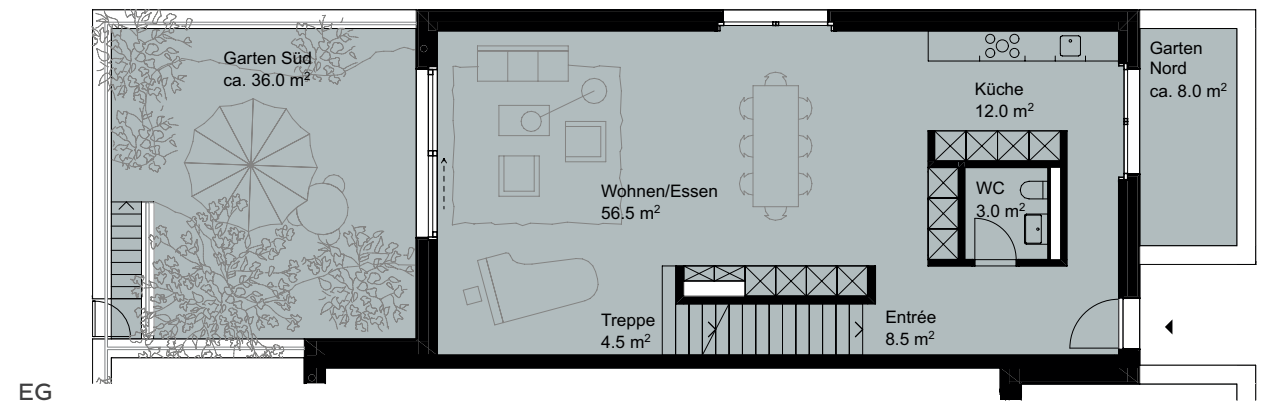 Garten Süd
ca. 36.0 m²
Wohnen/Essen
56.5 m²
Treppe
4.5 m²
Küche
12.0 m²
WC
3.0 m²
Entrée
8.5 m²
Garten
Nord
ca. 8.0 m²
EG